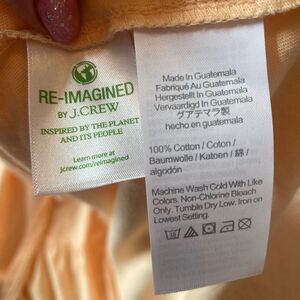 RE-IMAGINED
BY J.CREW
INSPIRED BY THE PLANET
AND ITS PEOPLE
Learn more at
jcrew.com/reimagined
Made In Guatemala
Fabriqué Au Guatemala
Hergestellt In Guatemala
Vervaardigd In Guatemala
グアテマラ製
hecho en guatemala
100% Cotton / Coton /
Baumwolle / Katoen / 綿 /
algodón
Machine Wash Cold With Like
Colors. Non-Chlorine Bleach
Only. Tumble Dry Low. Iron on
Lowest Setting.